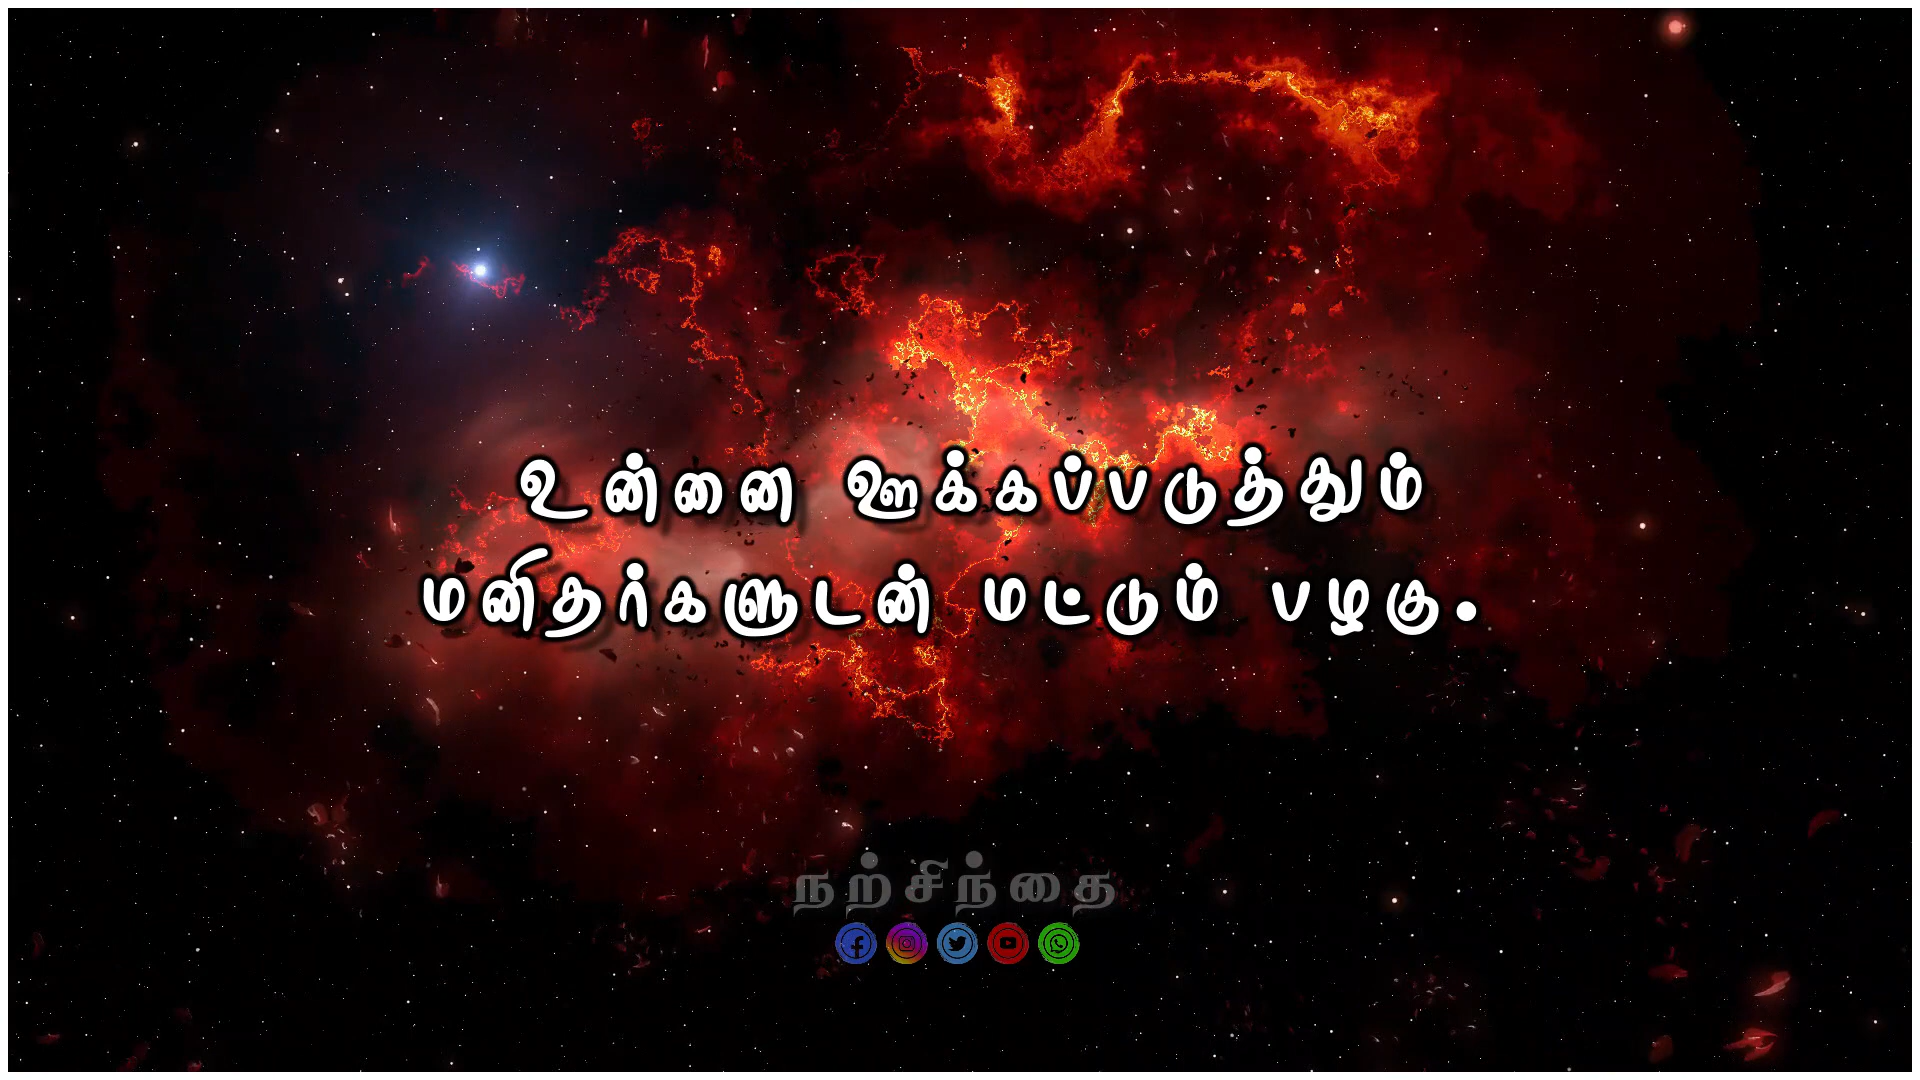 உன்னை ஊக்கப்படுத்தும்
மனிதர்களுடன் மட்டும் பழகு.
நற்சிந்தை